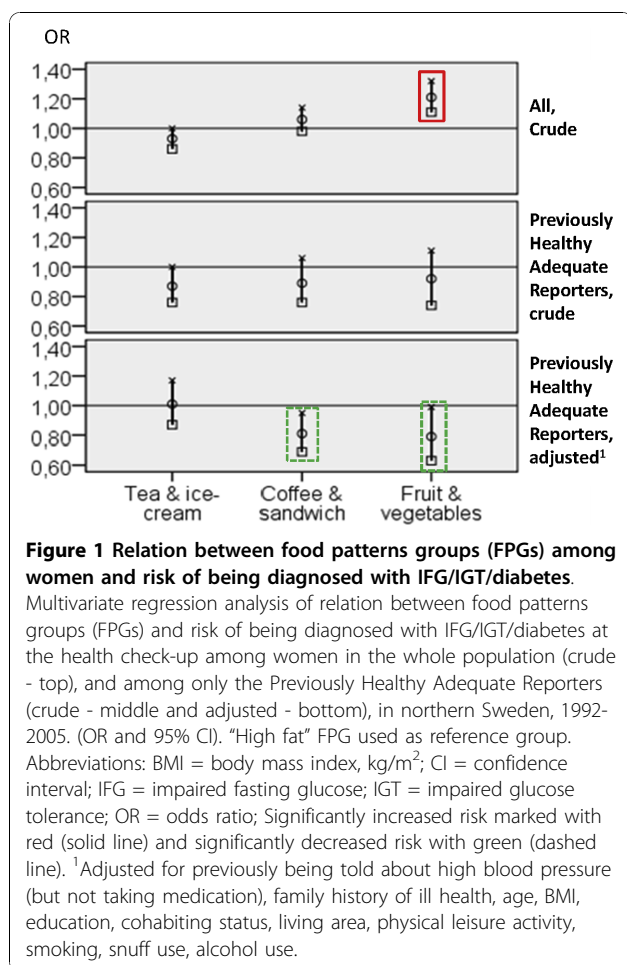 OR
1,40
1,20
1,00
0,80
0,60
All,
Crude
1,40
1,20
1,00
0,80
0,60
Previously
Healthy
Adequate
Reporters,
crude
1,40
1,20
1,00
0,80
0,60
Previously
Healthy
Adequate
Reporters,
adjusted¹
Tea & ice-
cream
Coffee &
sandwich
Fruit &
vegetables
Figure 1 Relation between food patterns groups (FPGs) among
women and risk of being diagnosed with IFG/IGT/diabetes.
Multivariate regression analysis of relation between food patterns
groups (FPGs) and risk of being diagnosed with IFG/IGT/diabetes at
the health check-up among women in the whole population (crude
- top), and among only the Previously Healthy Adequate Reporters
(crude - middle and adjusted - bottom), in northern Sweden, 1992-
2005. (OR and 95% CI). “High fat” FPG used as reference group.
Abbreviations: BMI = body mass index, kg/m²; CI = confidence
interval; IFG = impaired fasting glucose; IGT = impaired glucose
tolerance; OR = odds ratio; Significantly increased risk marked with
red (solid line) and significantly decreased risk with green (dashed
line). ¹Adjusted for previously being told about high blood pressure
(but not taking medication), family history of ill health, age, BMI,
education, cohabiting status, living area, physical leisure activity,
smoking, snuff use, alcohol use.